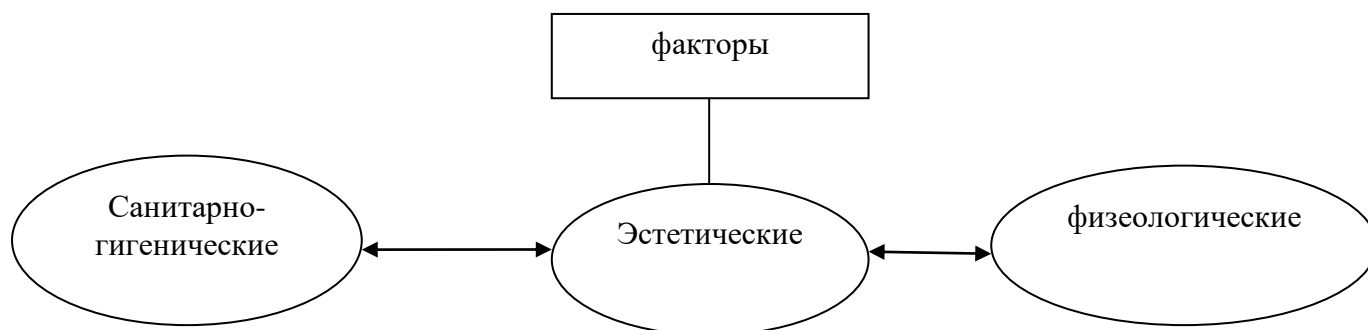 факторы
Санитарно-
гигенические
Эстетические
физеологические